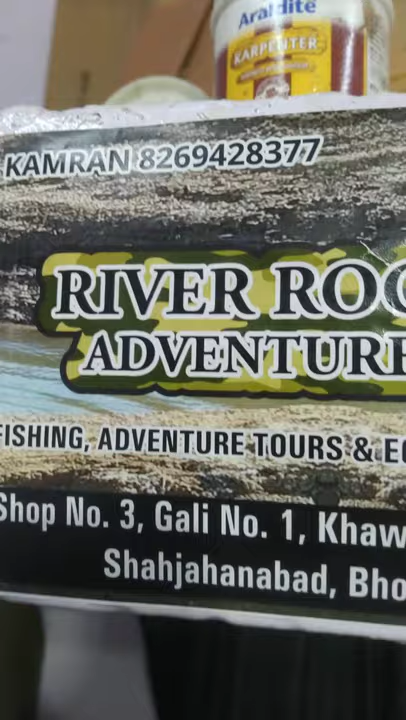 Araldite
KARPENTER
KAMRAN 8269428377
RIVER ROC
ADVENTURE
FISHING, ADVENTURE TOURS & E
Shop No. 3, Gali No. 1, Khaw
Shahjahanabad, Bho